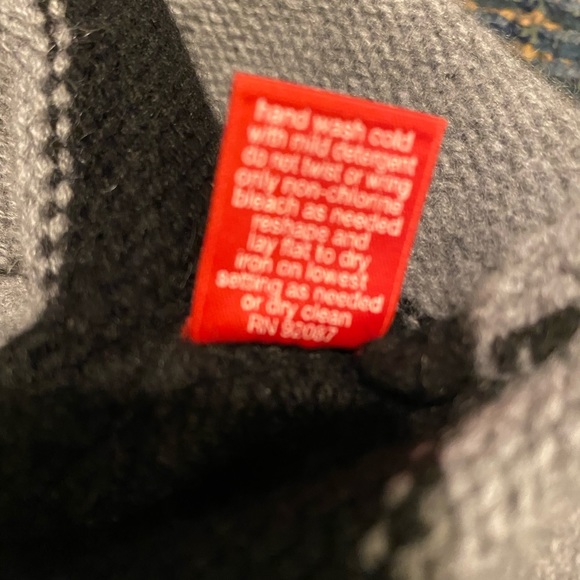 hand wash cold
with mild detergent
do not twist or wring
only non-chlorine
bleach as needed
reshape and
lay flat to dry
iron on lowest
setting as needed
or dry clean
RN 92087